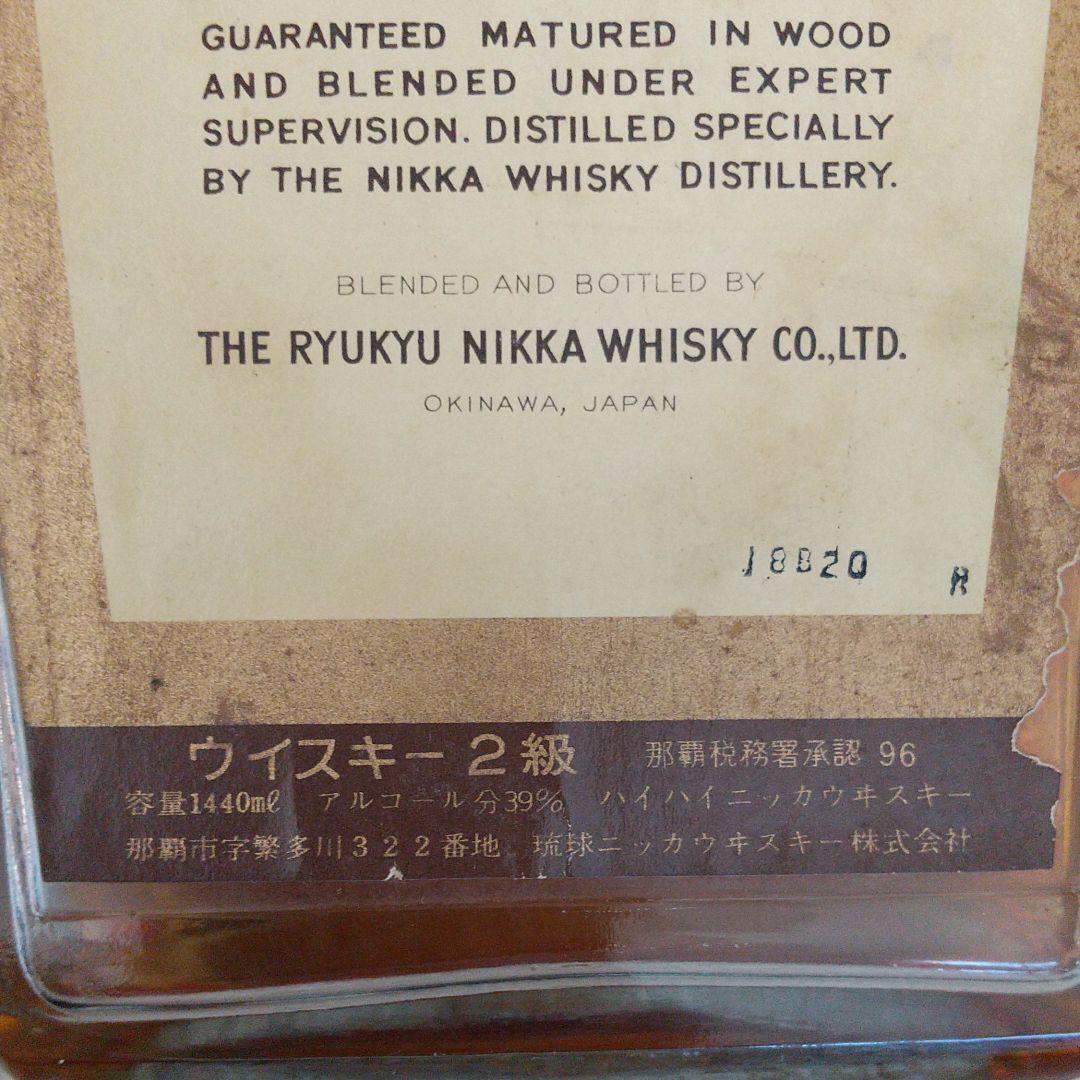 GUARANTEED MATURED IN WOOD
AND BLENDED UNDER EXPERT
SUPERVISION. DISTILLED SPECIALLY
BY THE NIKKA WHISKY DISTILLERY.
BLENDED AND BOTTLED BY
THE RYUKYU NIKKA WHISKY CO.,LTD.
OKINAWA, JAPAN
18B20 R
ウイスキー2級 那覇税務署承認 96
容量1440mℓ アルコール分39% ハイハイニッカウヰスキー
那覇市字繁多川322番地 琉球ニッカウヰスキー株式会社